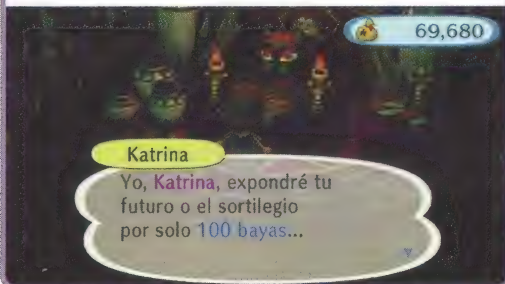 69,680
Katrina
Yo, Katrina, expondré tu
futuro o el sortilegio
por solo 100 bayas...